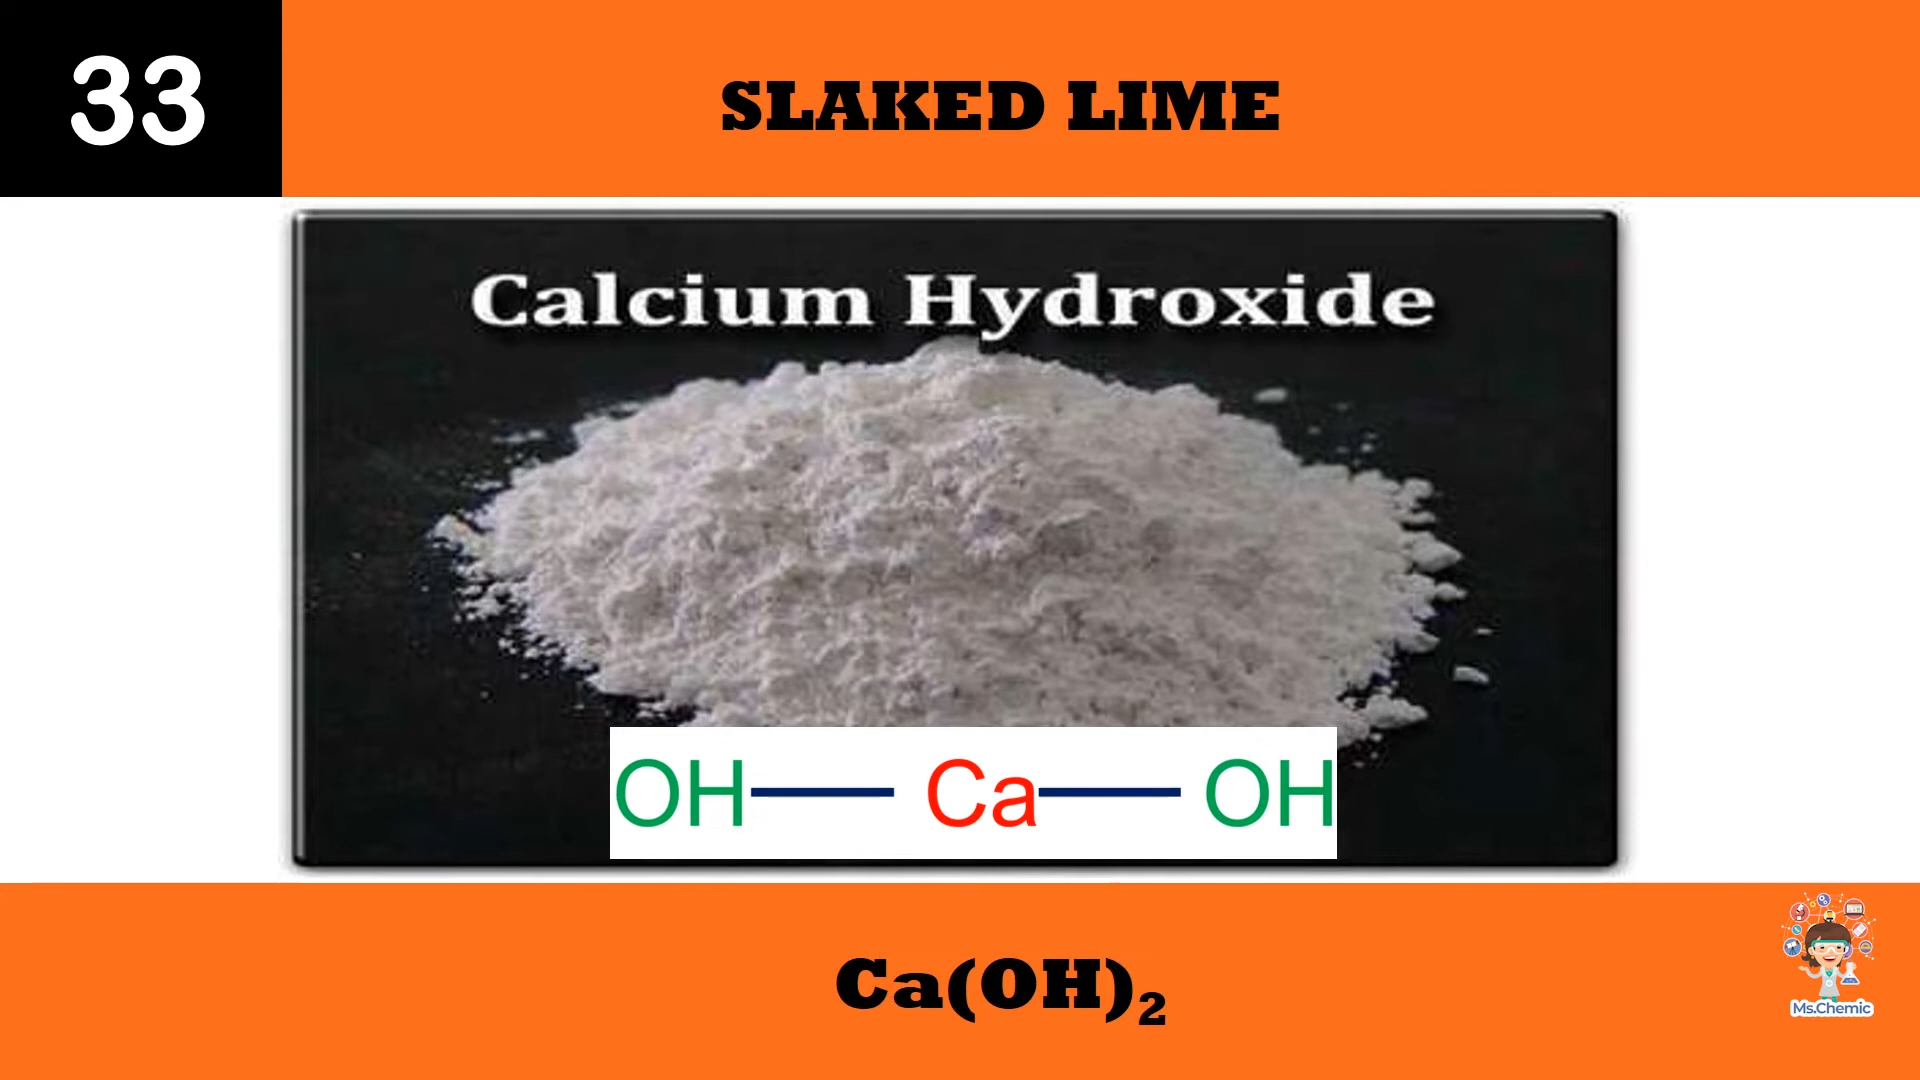 33
SLAKED LIME
Calcium Hydroxide
OH — Ca — OH
Ca(OH)₂
Ms.Chemic